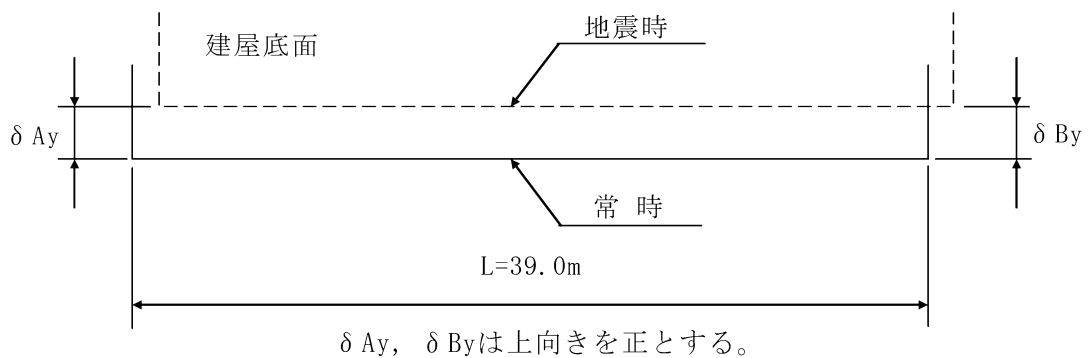 地震時
建屋底面
δAy
δBy
常 時
L=39.0m
δAy, δByは上向きを正とする。